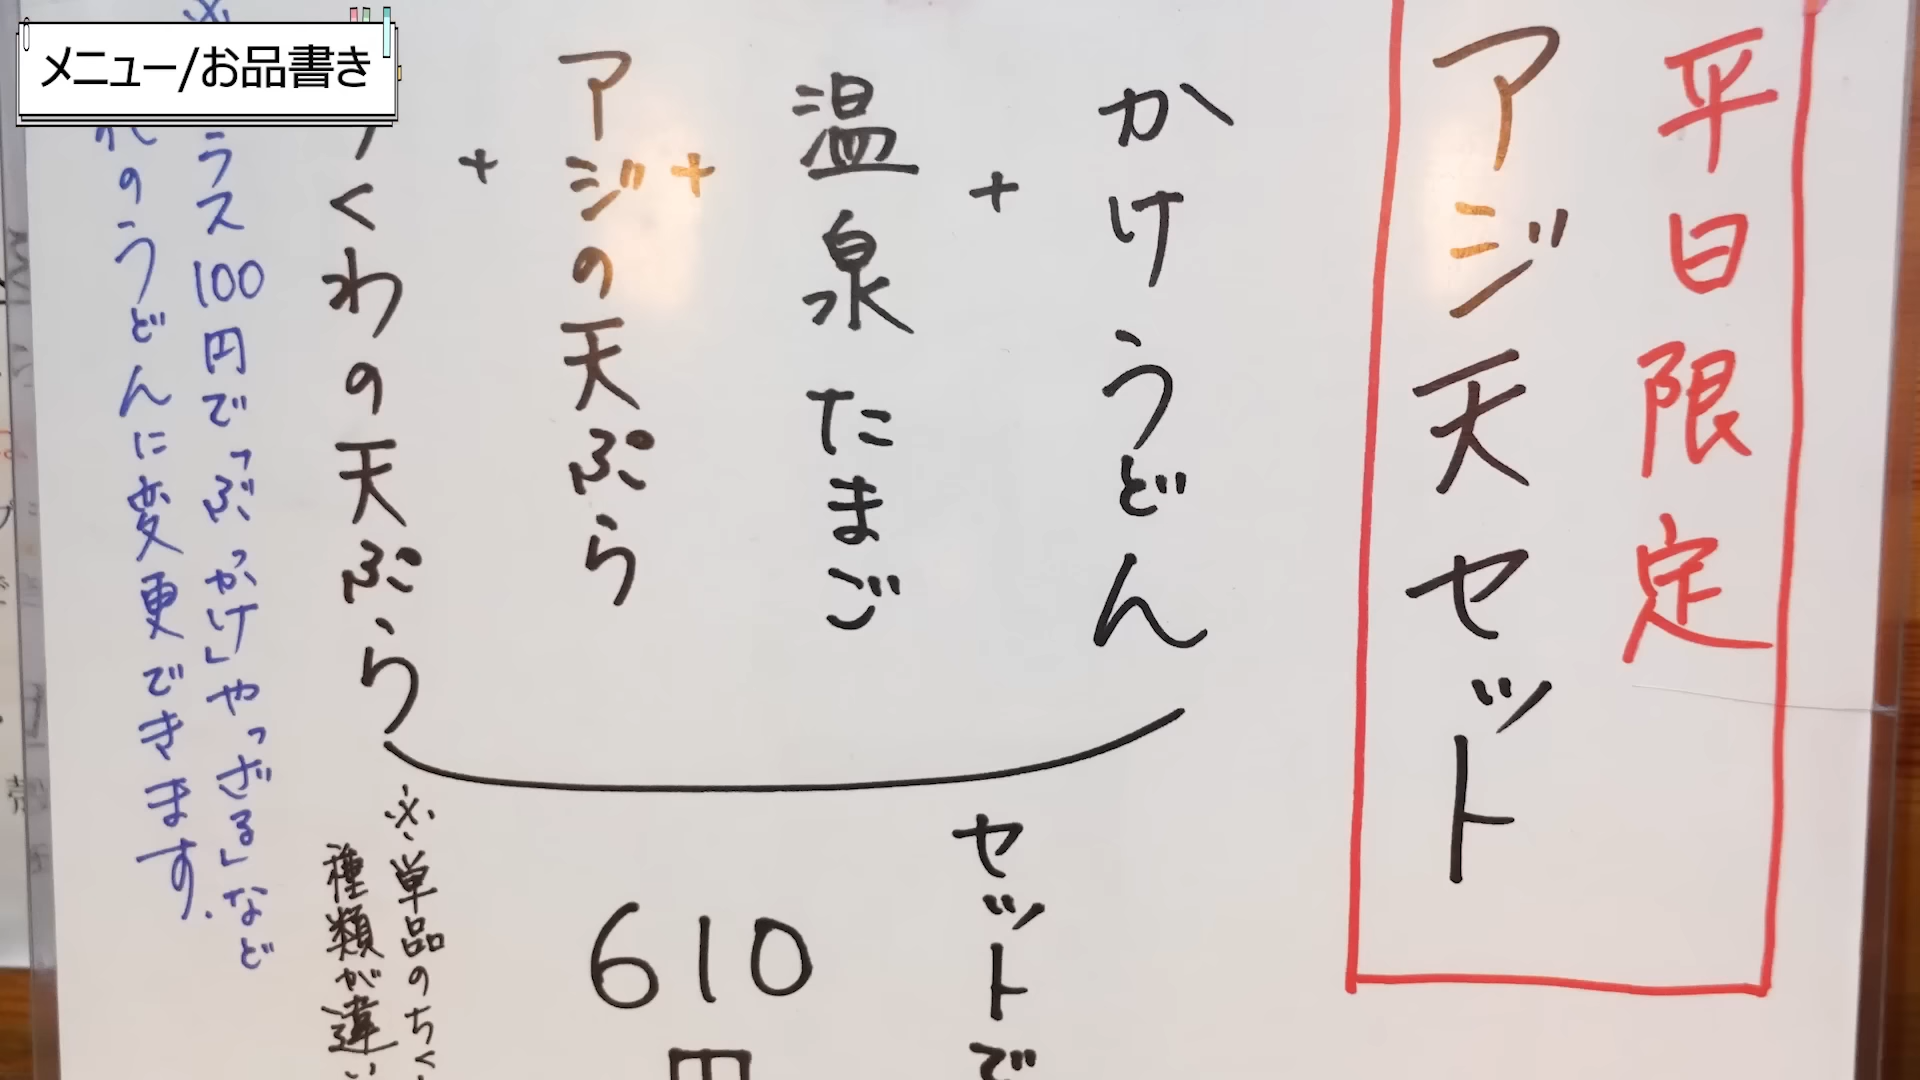 メニュー/お品書き
平日限定
アジ天セット
かけうどん
+
温泉たまご
+
アジの天ぷら
+
くわの天ぷら
セットで
610
円
※単品のちく
種類が違い
ラス100円で「ぶっかけ」や「ざる」など
れのうどんに変更できます.